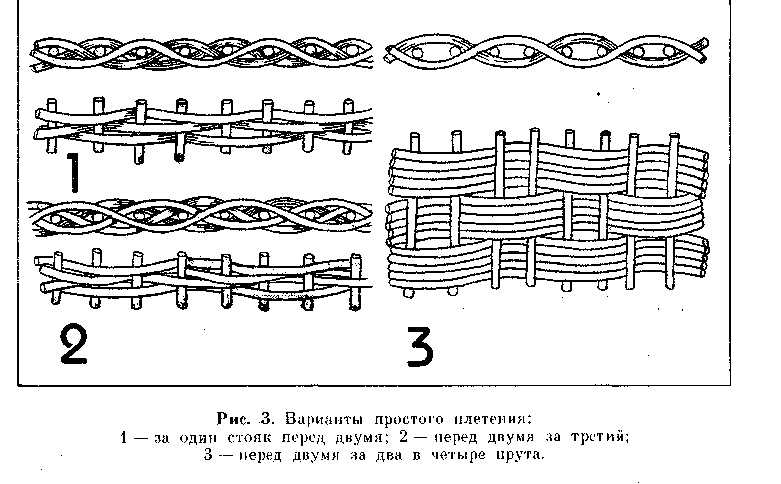 1
2
3
Рис. 3. Варианты простого плетения:
1 — за один стояк перед двумя; 2 — перед двумя за третий;
3 — перед двумя за два в четыре прута.